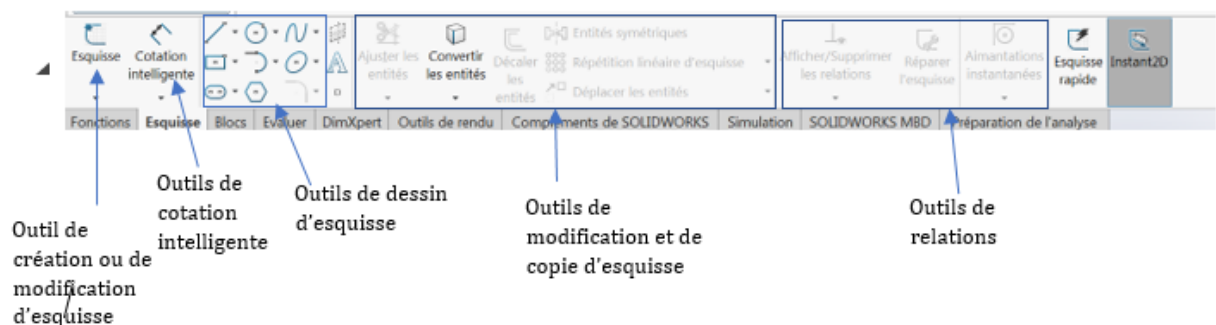 Esquisse
Cotation
intelligente
Ajuster les
entités
Convertir
les entités
Décaler
les
entités
Entités symétriques
Répétition linéaire d'esquisse
Déplacer les entités
Afficher/Supprimer
les relations
Réparer
l'esquisse
Aimantations
instantanées
Esquisse
rapide
Instant2D
Fonctions Esquisse Blocs Evaluer DimXpert Outils de rendu Compléments de SOLIDWORKS Simulation SOLIDWORKS MBD Préparation de l'analyse
Outil de
création ou de
modification
d'esquisse
Outils de
cotation
intelligente
Outils de dessin
d'esquisse
Outils de
modification et de
copie d'esquisse
Outils de
relations